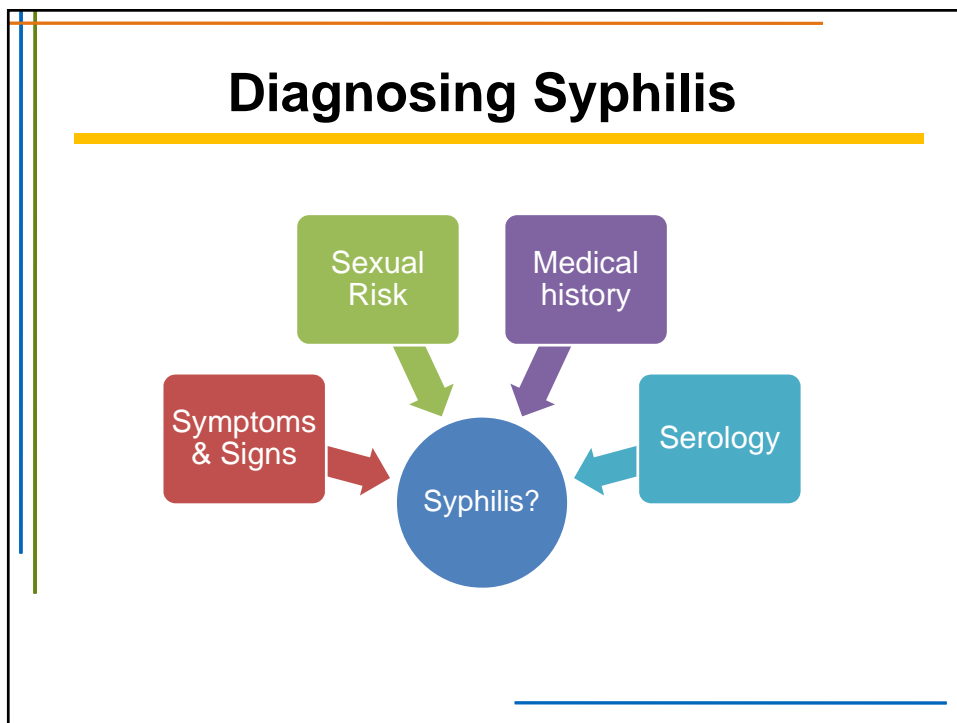 Diagnosing Syphilis
Sexual
Risk
Medical
history
Symptoms
& Signs
Serology
Syphilis?